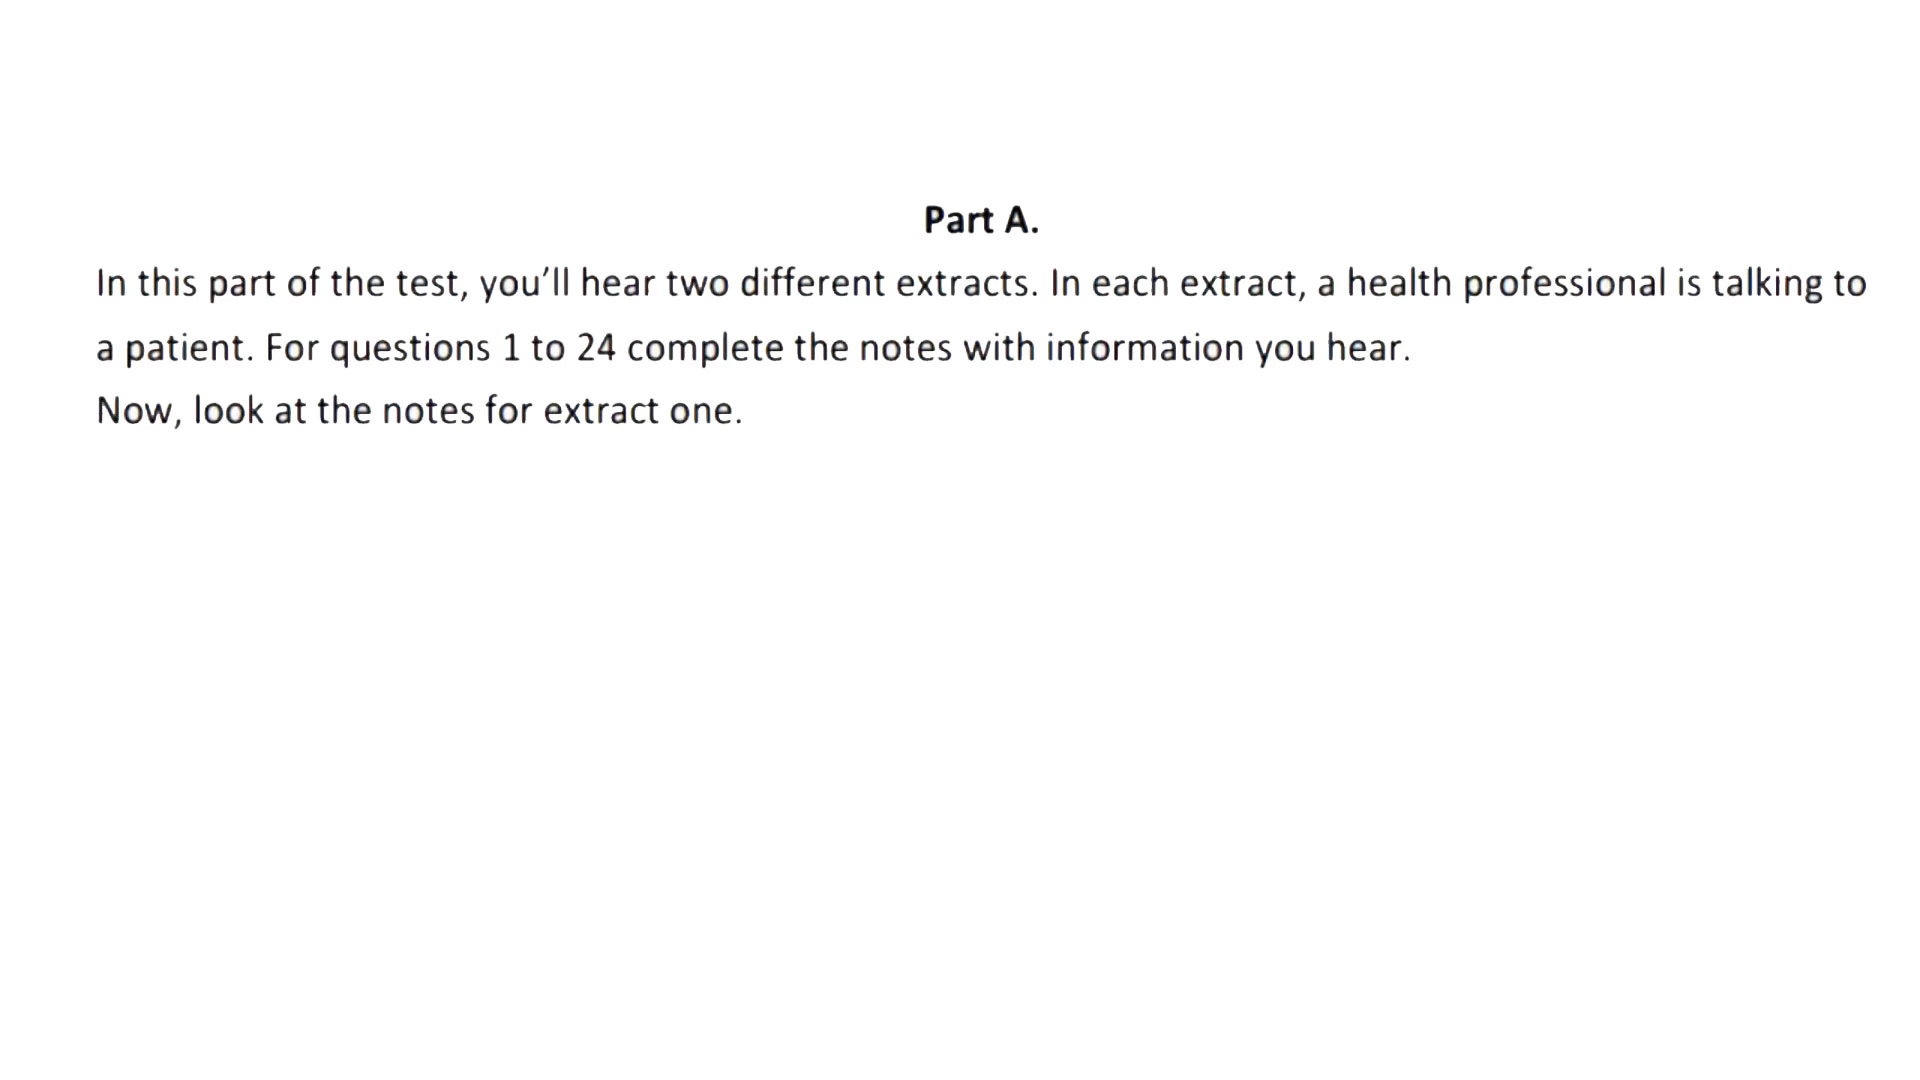 Part A.
In this part of the test, you’ll hear two different extracts. In each extract, a health professional is talking to
a patient. For questions 1 to 24 complete the notes with information you hear.
Now, look at the notes for extract one.